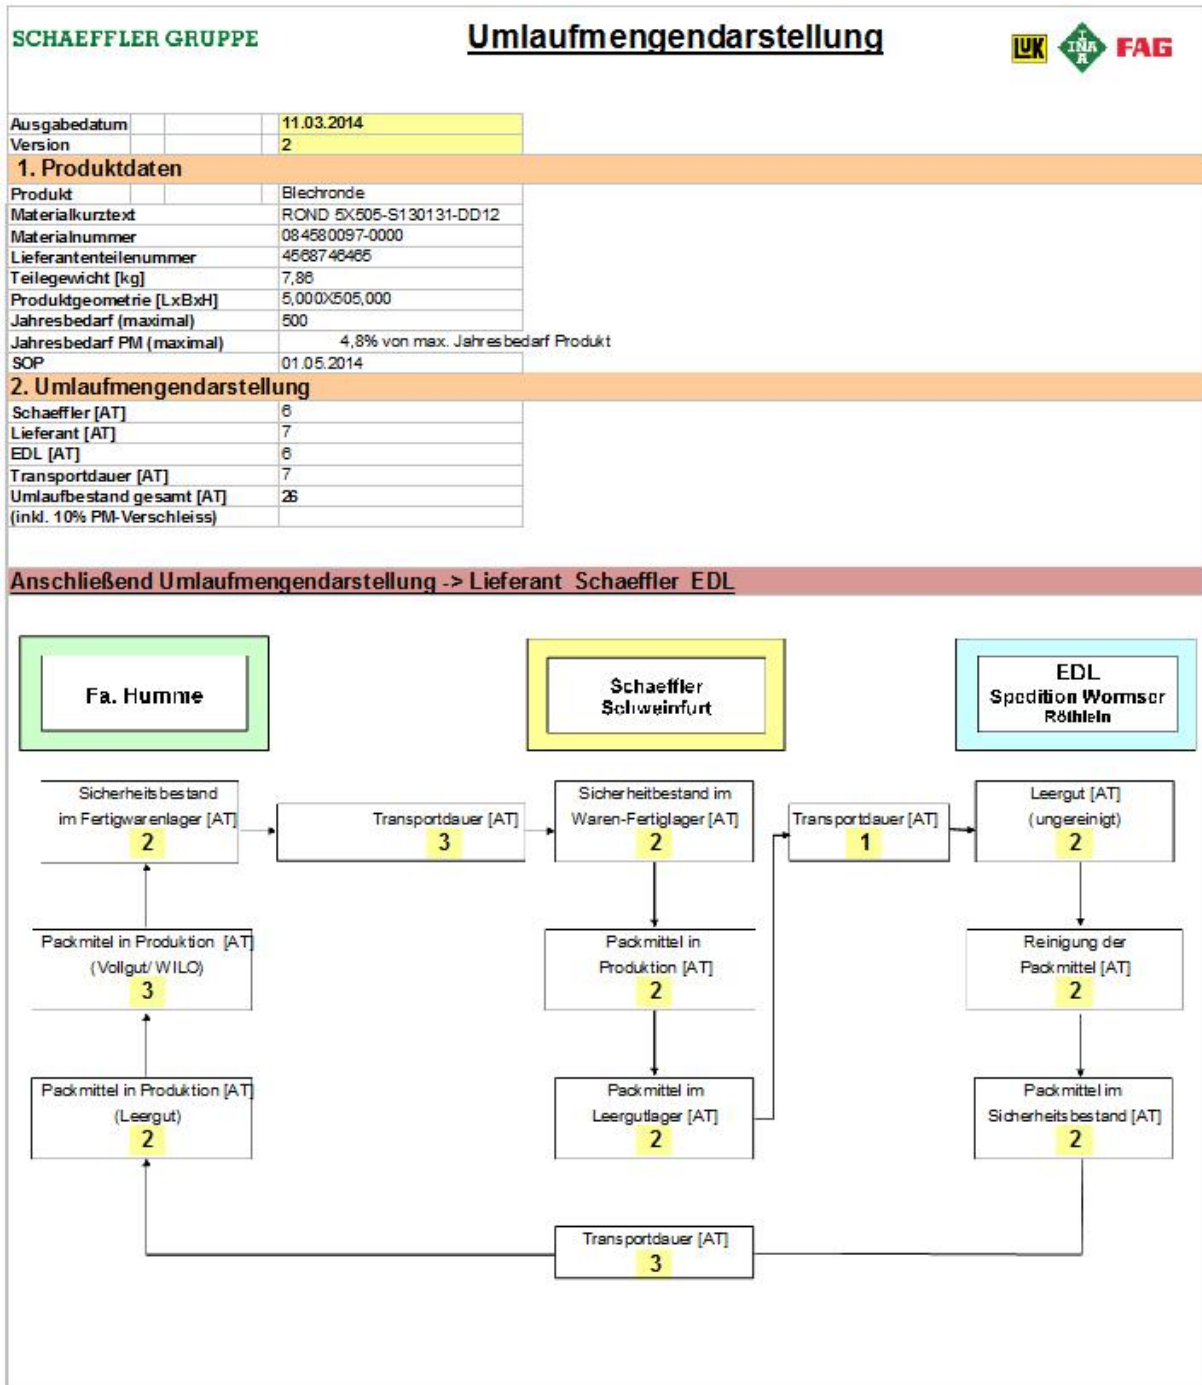 SCHAEFFLER GRUPPE
Umlaufmengendarstellung
LUK INA FAG
Ausgabedatum 11.03.2014
Version 2
1. Produktdaten
Produkt Blechronde
Materialkurztext ROND 5X505-S130131-DD12
Materialnummer 084580097-0000
Lieferantenteilenummer 4568746465
Teilegewicht [kg] 7,86
Produktgeometrie [LxBxH] 5,000X505,000
Jahresbedarf (maximal) 500
Jahresbedarf PM (maximal) 4,8% von max. Jahresbedarf Produkt
SOP 01.05.2014
2. Umlaufmengendarstellung
Schaeffler [AT] 6
Lieferant [AT] 7
EDL [AT] 6
Transportdauer [AT] 7
Umlaufbestand gesamt [AT] 26
(inkl. 10% PM-Verschleiss)
Anschließend Umlaufmengendarstellung -> Lieferant Schaeffler EDL
Fa. Humme
Schaeffler
Schweinfurt
EDL
Spedition Wormser
Röthlein
Sicherheitsbestand
im Fertigwarenlager [AT]
2
Transportdauer [AT]
3
Sicherheitbestand im
Waren-Fertiglager [AT]
2
Transportdauer [AT]
1
Leergut [AT]
(ungereinigt)
2
Packmitel in Produktion [AT]
(Vollgut/ WILO)
3
Packmittel in
Produktion [AT]
2
Reinigung der
Packmittel [AT]
2
Packmittel in Produktion [AT]
(Leergut)
2
Packmittel im
Leergutlager [AT]
2
Packmittel im
Sicherheitsbestand [AT]
2
Transportdauer [AT]
3